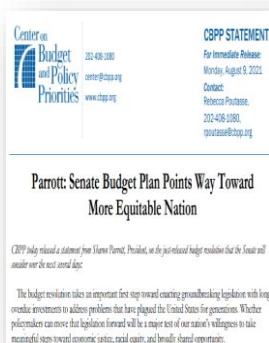 Center on
Budget
and Policy
Priorities
202-408-1080
center@cbpp.org
www.cbpp.org
CBPP STATEMENT
For Immediate Release:
Monday, August 9, 2021
Contact:
Rebecca Poutasse,
202-408-1080,
rpoutasse@cbpp.org
Parrott: Senate Budget Plan Points Way Toward
More Equitable Nation
CBPP today released a statement from Sharon Parrott, President, on the just-released budget resolution that the Senate will
consider over the next several days:
The budget resolution takes an important first step toward enacting groundbreaking legislation with long
overdue investments to address problems that have plagued the United States for generations. Whether
policymakers can move that legislation forward will be a major test of our nation's willingness to take
meaningful steps toward economic justice, racial equity, and broadly shared opportunity.